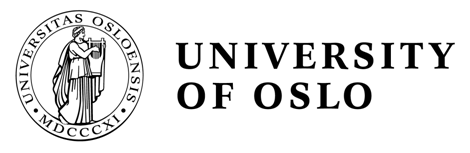 UNIVERSITAS OSLOENSIS
• MDCCCXI •
UNIVERSITY
OF OSLO